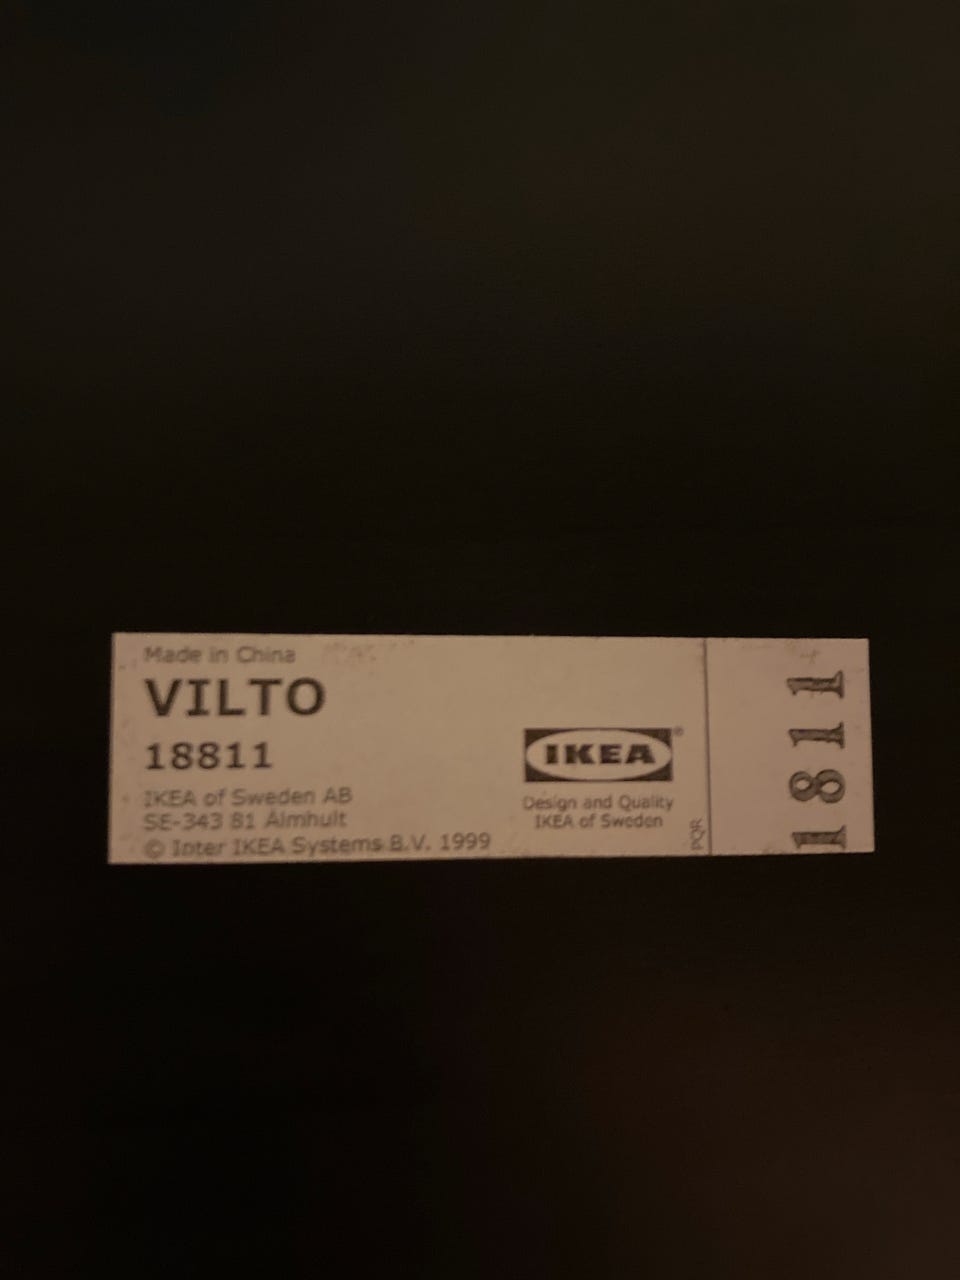 Made in China
VILTO
18811
IKEA of Sweden AB
SE-343 81 Älmhult
© Inter IKEA Systems B.V. 1999
IKEA®
Design and Quality
IKEA of Sweden
PQR
1811